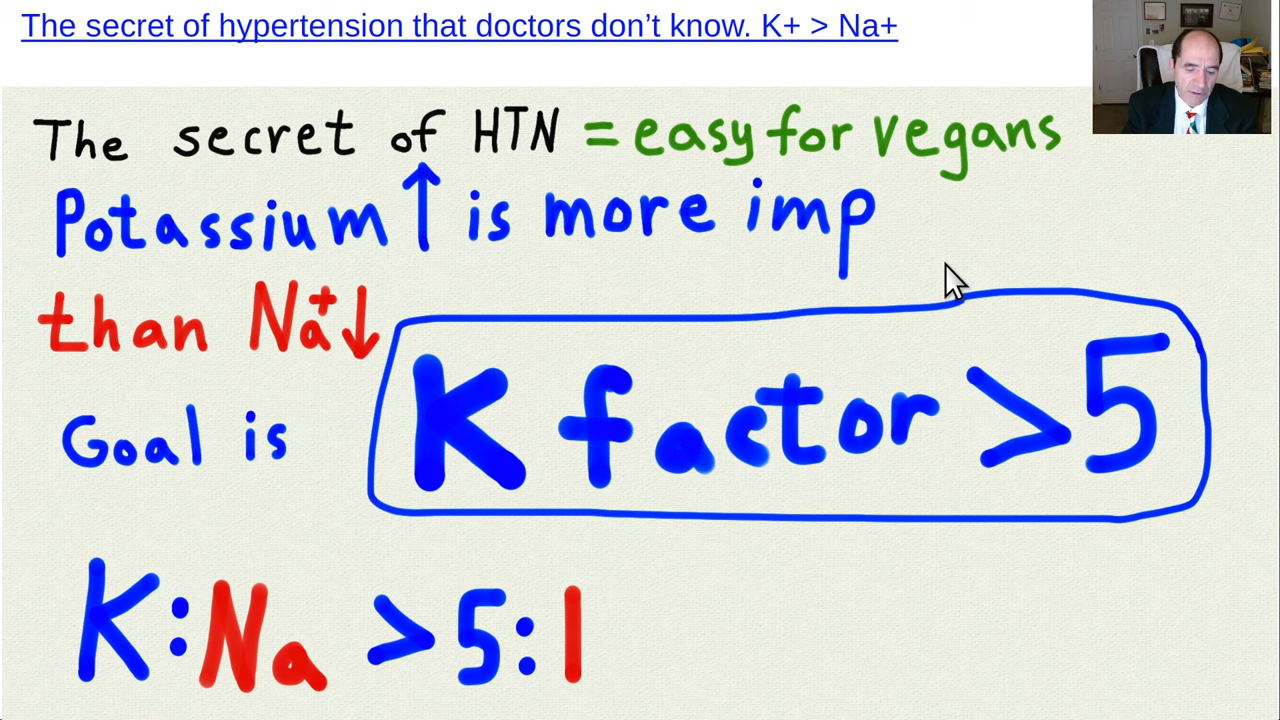 The secret of hypertension that doctors don’t know. K+ > Na+
The secret of HTN = easy for vegans
Potassium ↑ is more imp
than Na+ ↓
Goal is K factor > 5
K:Na > 5:1